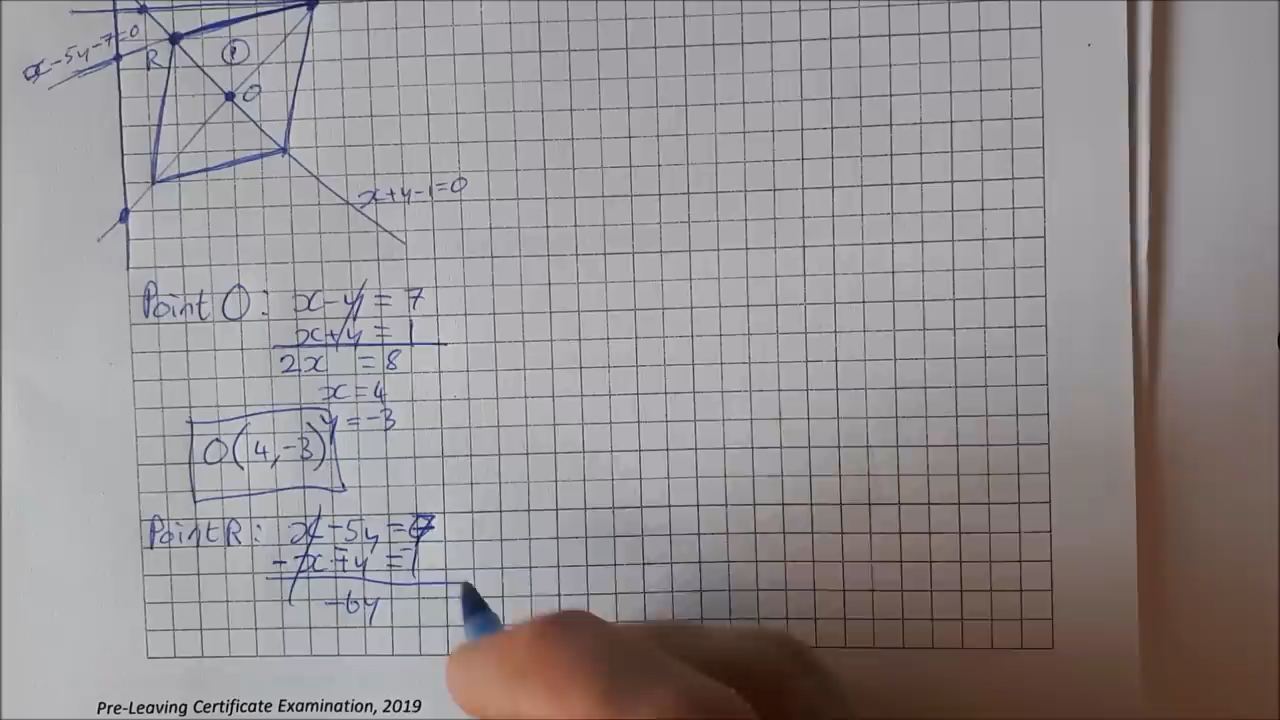 x-5y-7=0
R
1
O
x+y-1=0
Point O: x-y = 7
x+y = 1
2x = 8
x=4
y=-3
O(4,-3)
Point R: x-5y =7
-x+y =1
-6y
Pre-Leaving Certificate Examination, 2019